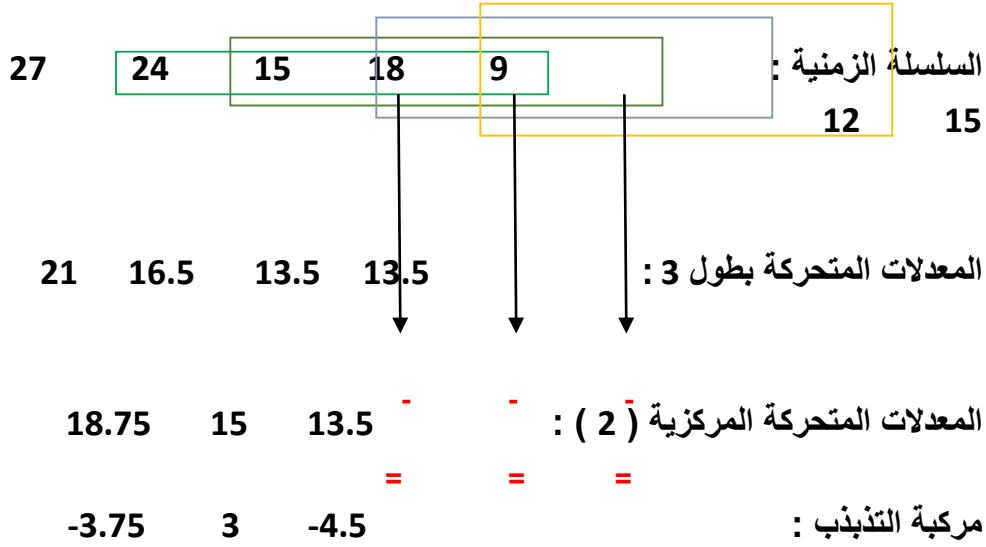 السلسلة الزمنية : 9 18 15 24 27
15 12
المعدلات المتحركة بطول 3 : 13.5 13.5 16.5 21
المعدلات المتحركة المركزية ( 2 ) : 13.5 15 18.75
- - -
= = =
مركبة التذبذب : -4.5 3 -3.75